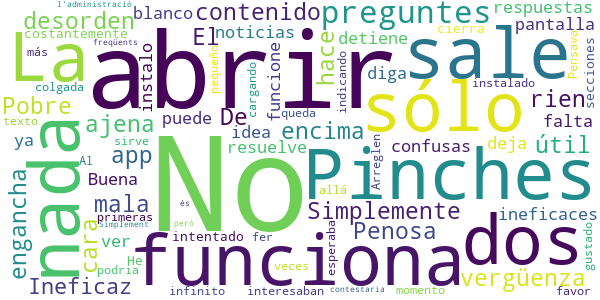 l'administració
desorden blanco contenido preguntes respuestas
costantemente El noticias detiene cierra pantalla
La más instalo abrir funcione hace diga sale Pensava secciones
freqüents pequeño cargando indicando
colgada sólo instalado
Pobre texto ajena puede De encima rien falta
nada ya sirve idea resuelve confusas deja útil
engancha Al app No queda Arreglen
Buena cara mala primeras és allá Pinches ineficaces
Simplement però Simplemente gustado
ver He intentado fer esperaba Penosa dos
Ineficaz podria funciona veces vergüenza
infinito interesaban contestaria momento favor